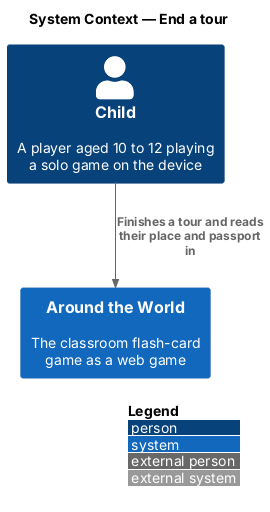 System Context — End a tour
Child
A player aged 10 to 12 playing
a solo game on the device
Finishes a tour and reads
their place and passport
in
Around the World
The classroom flash-card
game as a web game
Legend
person
system
external person
external system